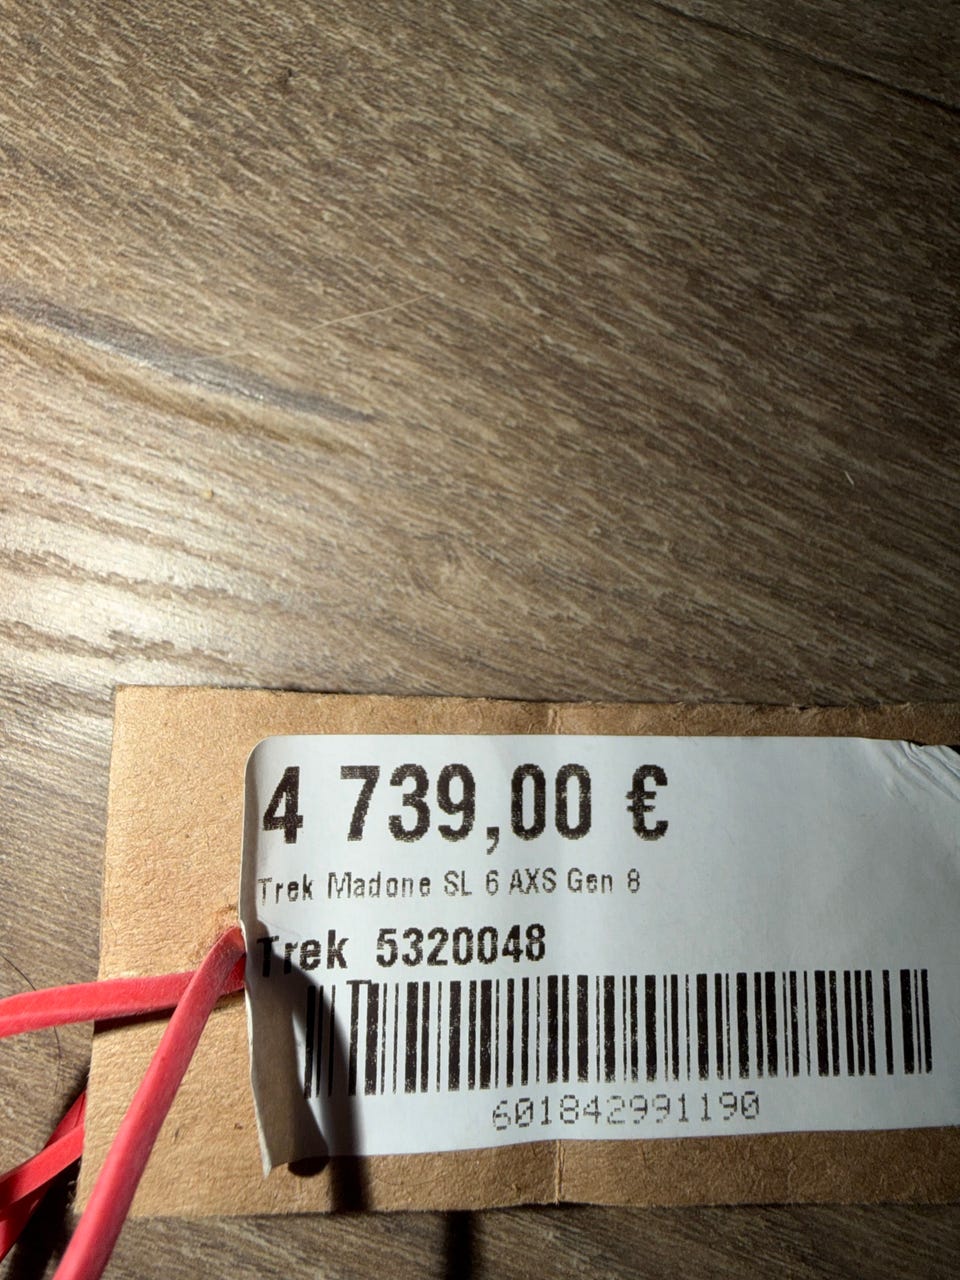 4 739,00 €
Trek Madone SL 6 AXS Gen 8
Trek 5320048
601842991190